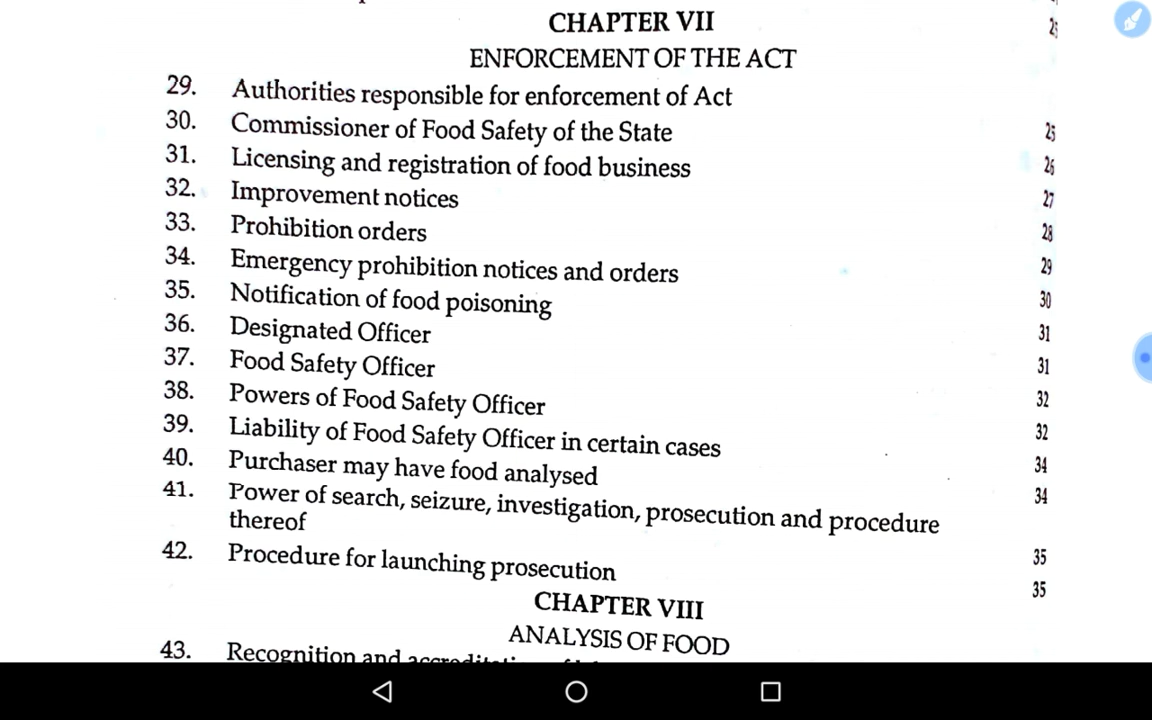 CHAPTER VII
ENFORCEMENT OF THE ACT
29. Authorities responsible for enforcement of Act 25
30. Commissioner of Food Safety of the State 26
31. Licensing and registration of food business 27
32. Improvement notices 28
33. Prohibition orders 29
34. Emergency prohibition notices and orders 30
35. Notification of food poisoning 31
36. Designated Officer 31
37. Food Safety Officer 32
38. Powers of Food Safety Officer 32
39. Liability of Food Safety Officer in certain cases 34
40. Purchaser may have food analysed 34
41. Power of search, seizure, investigation, prosecution and procedure
thereof 35
42. Procedure for launching prosecution 35
CHAPTER VIII
ANALYSIS OF FOOD
43. Recognition and